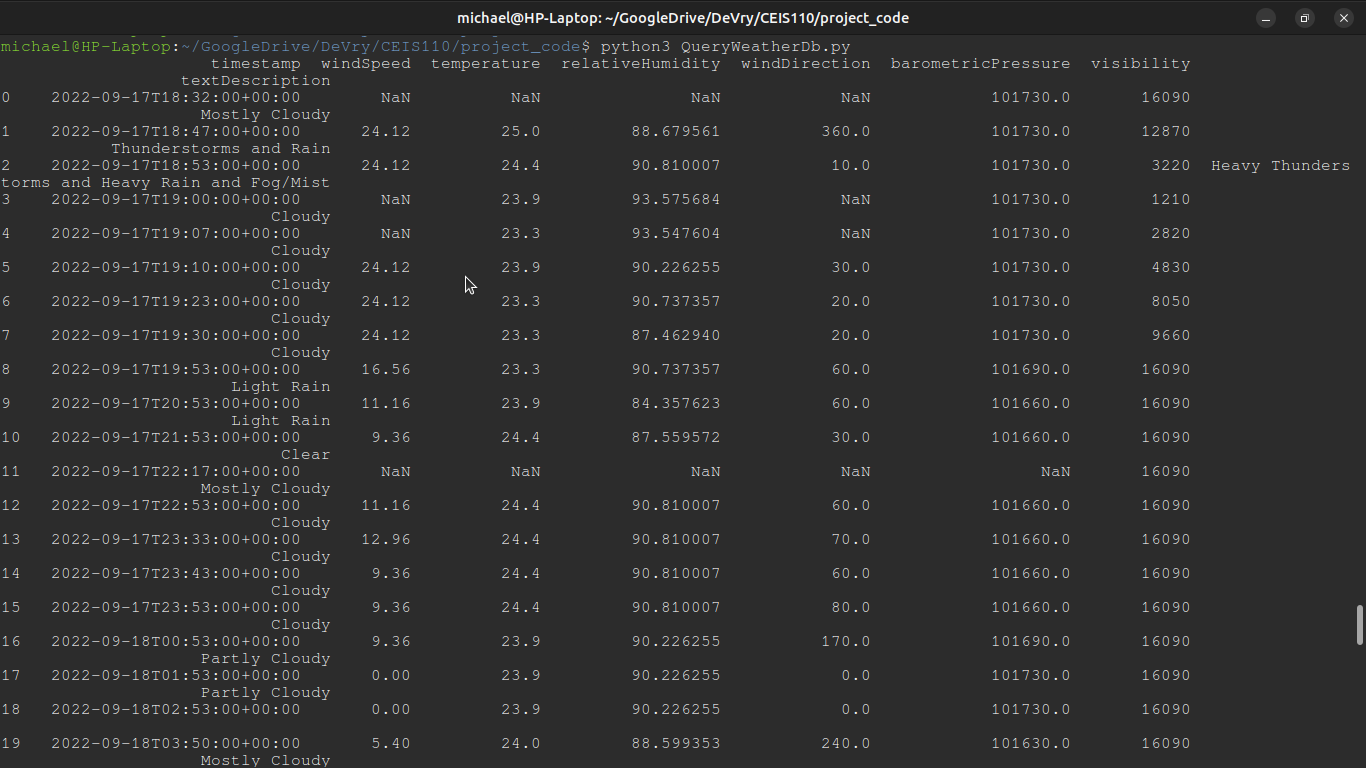 michael@HP-Laptop: ~/GoogleDrive/DeVry/CEIS110/project_code
michael@HP-Laptop:~/GoogleDrive/DeVry/CEIS110/project_code$ python3 QueryWeatherDb.py
timestamp windSpeed temperature relativeHumidity windDirection barometricPressure visibility
textDescription
0 2022-09-17T18:32:00+00:00 NaN NaN NaN NaN 101730.0 16090
Mostly Cloudy
1 2022-09-17T18:47:00+00:00 24.12 25.0 88.679561 360.0 101730.0 12870
Thunderstorms and Rain
2 2022-09-17T18:53:00+00:00 24.12 24.4 90.810007 10.0 101730.0 3220 Heavy Thunders
torms and Heavy Rain and Fog/Mist
3 2022-09-17T19:00:00+00:00 NaN 23.9 93.575684 NaN 101730.0 1210
Cloudy
4 2022-09-17T19:07:00+00:00 NaN 23.3 93.547604 NaN 101730.0 2820
Cloudy
5 2022-09-17T19:10:00+00:00 24.12 23.9 90.226255 30.0 101730.0 4830
Cloudy
6 2022-09-17T19:23:00+00:00 24.12 23.3 90.737357 20.0 101730.0 8050
Cloudy
7 2022-09-17T19:30:00+00:00 24.12 23.3 87.462940 20.0 101730.0 9660
Cloudy
8 2022-09-17T19:53:00+00:00 16.56 23.3 90.737357 60.0 101690.0 16090
Light Rain
9 2022-09-17T20:53:00+00:00 11.16 23.9 84.357623 60.0 101660.0 16090
Light Rain
10 2022-09-17T21:53:00+00:00 9.36 24.4 87.559572 30.0 101660.0 16090
Clear
11 2022-09-17T22:17:00+00:00 NaN NaN NaN NaN NaN 16090
Mostly Cloudy
12 2022-09-17T22:53:00+00:00 11.16 24.4 90.810007 60.0 101660.0 16090
Cloudy
13 2022-09-17T23:33:00+00:00 12.96 24.4 90.810007 70.0 101660.0 16090
Cloudy
14 2022-09-17T23:43:00+00:00 9.36 24.4 90.810007 60.0 101660.0 16090
Cloudy
15 2022-09-17T23:53:00+00:00 9.36 24.4 90.810007 80.0 101660.0 16090
Cloudy
16 2022-09-18T00:53:00+00:00 9.36 23.9 90.226255 170.0 101690.0 16090
Partly Cloudy
17 2022-09-18T01:53:00+00:00 0.00 23.9 90.226255 0.0 101730.0 16090
Partly Cloudy
18 2022-09-18T02:53:00+00:00 0.00 23.9 90.226255 0.0 101730.0 16090
19 2022-09-18T03:50:00+00:00 5.40 24.0 88.599353 240.0 101630.0 16090
Mostly Cloudy